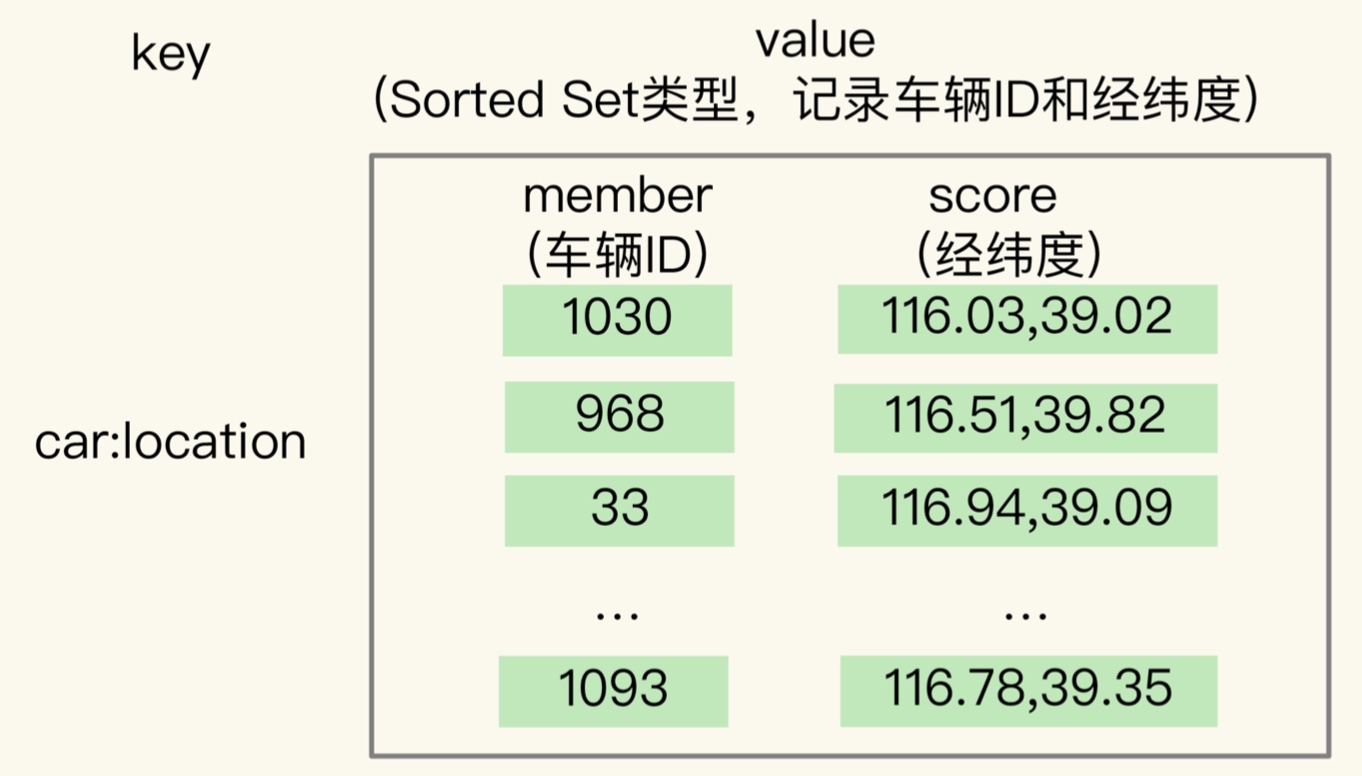 key
value
(Sorted Set类型，记录车辆ID和经纬度)
member
score
(车辆ID)
(经纬度)
1030
116.03,39.02
968
116.51,39.82
car:location
33
116.94,39.09
...
...
1093
116.78,39.35